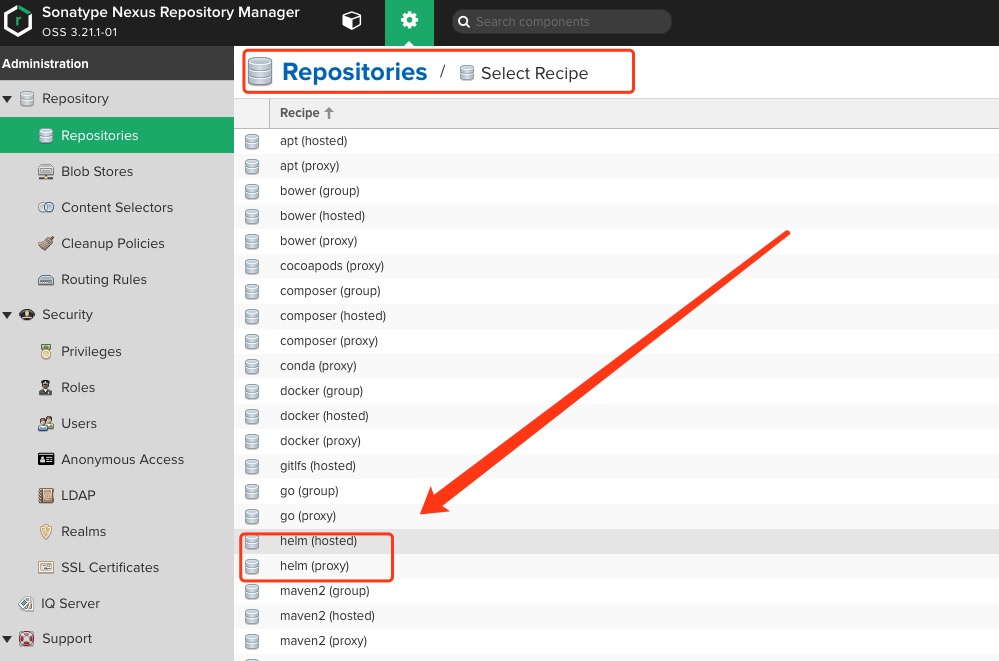 Sonatype Nexus Repository Manager
OSS 3.21.1-01
Search components
Administration
Repository
Repositories
Blob Stores
Content Selectors
Cleanup Policies
Routing Rules
Security
Privileges
Roles
Users
Anonymous Access
LDAP
Realms
SSL Certificates
IQ Server
Support
Repositories / Select Recipe
Recipe
apt (hosted)
apt (proxy)
bower (group)
bower (hosted)
bower (proxy)
cocoapods (proxy)
composer (group)
composer (hosted)
composer (proxy)
conda (proxy)
docker (group)
docker (hosted)
docker (proxy)
gitlfs (hosted)
go (group)
go (proxy)
helm (hosted)
helm (proxy)
maven2 (group)
maven2 (hosted)
maven2 (proxy)